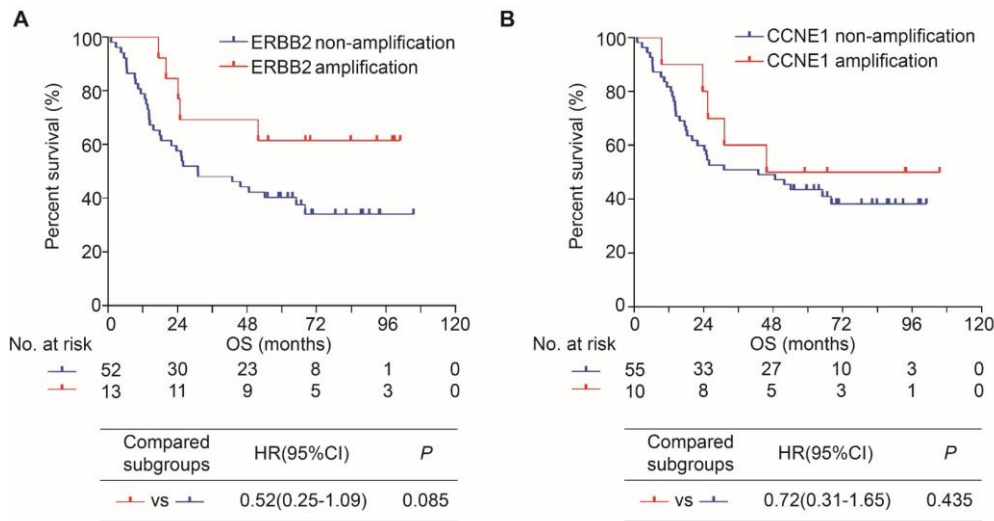 A
ERBB2 non-amplification
ERBB2 amplification
Percent survival (%)
100
80
60
40
20
0
0 24 48 72 96 120
No. at risk
OS (months)
52 30 23 8 1 0
13 11 9 5 3 0
Compared subgroups HR(95%CI) P
vs 0.52(0.25-1.09) 0.085
B
CCNE1 non-amplification
CCNE1 amplification
Percent survival (%)
100
80
60
40
20
0
0 24 48 72 96 120
No. at risk
OS (months)
55 33 27 10 3 0
10 8 5 3 1 0
Compared subgroups HR(95%CI) P
vs 0.72(0.31-1.65) 0.435